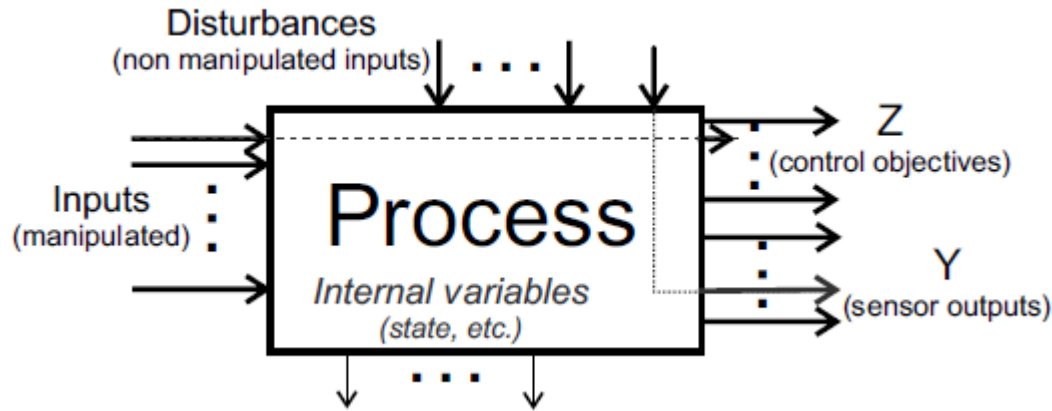 Disturbances
(non manipulated inputs)
Z
(control objectives)
Inputs
(manipulated)
Process
Internal variables
(state, etc.)
Y
(sensor outputs)